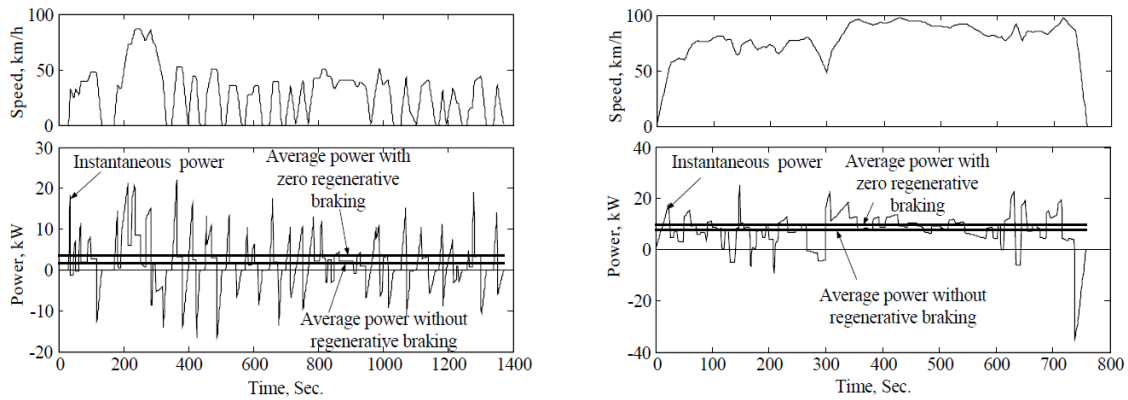 Speed, km/h
100
50
0
Power, kW
30
20
10
0
-10
-20
Instantaneous power
Average power with
zero regenerative
braking
Average power without
regenerative braking
0
200
400
600
800
1000
1200
1400
Time, Sec.
Speed, km/h
100
50
0
Power, kW
40
20
0
-20
-40
Instantaneous power
Average power with
zero regenerative
braking
Average power without
regenerative braking
0
100
200
300
400
500
600
700
800
Time, Sec.